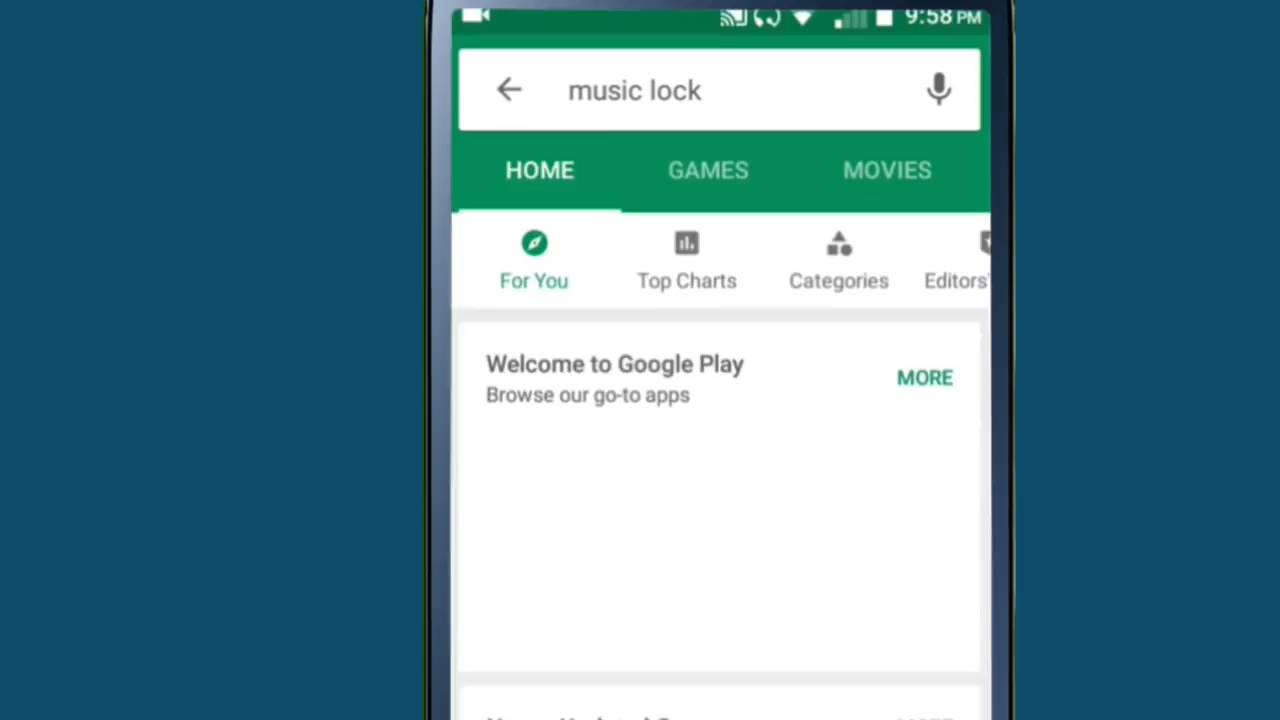 9:58 PM
music lock
HOME GAMES MOVIES
For You Top Charts Categories Editors'
Welcome to Google Play
MORE
Browse our go-to apps